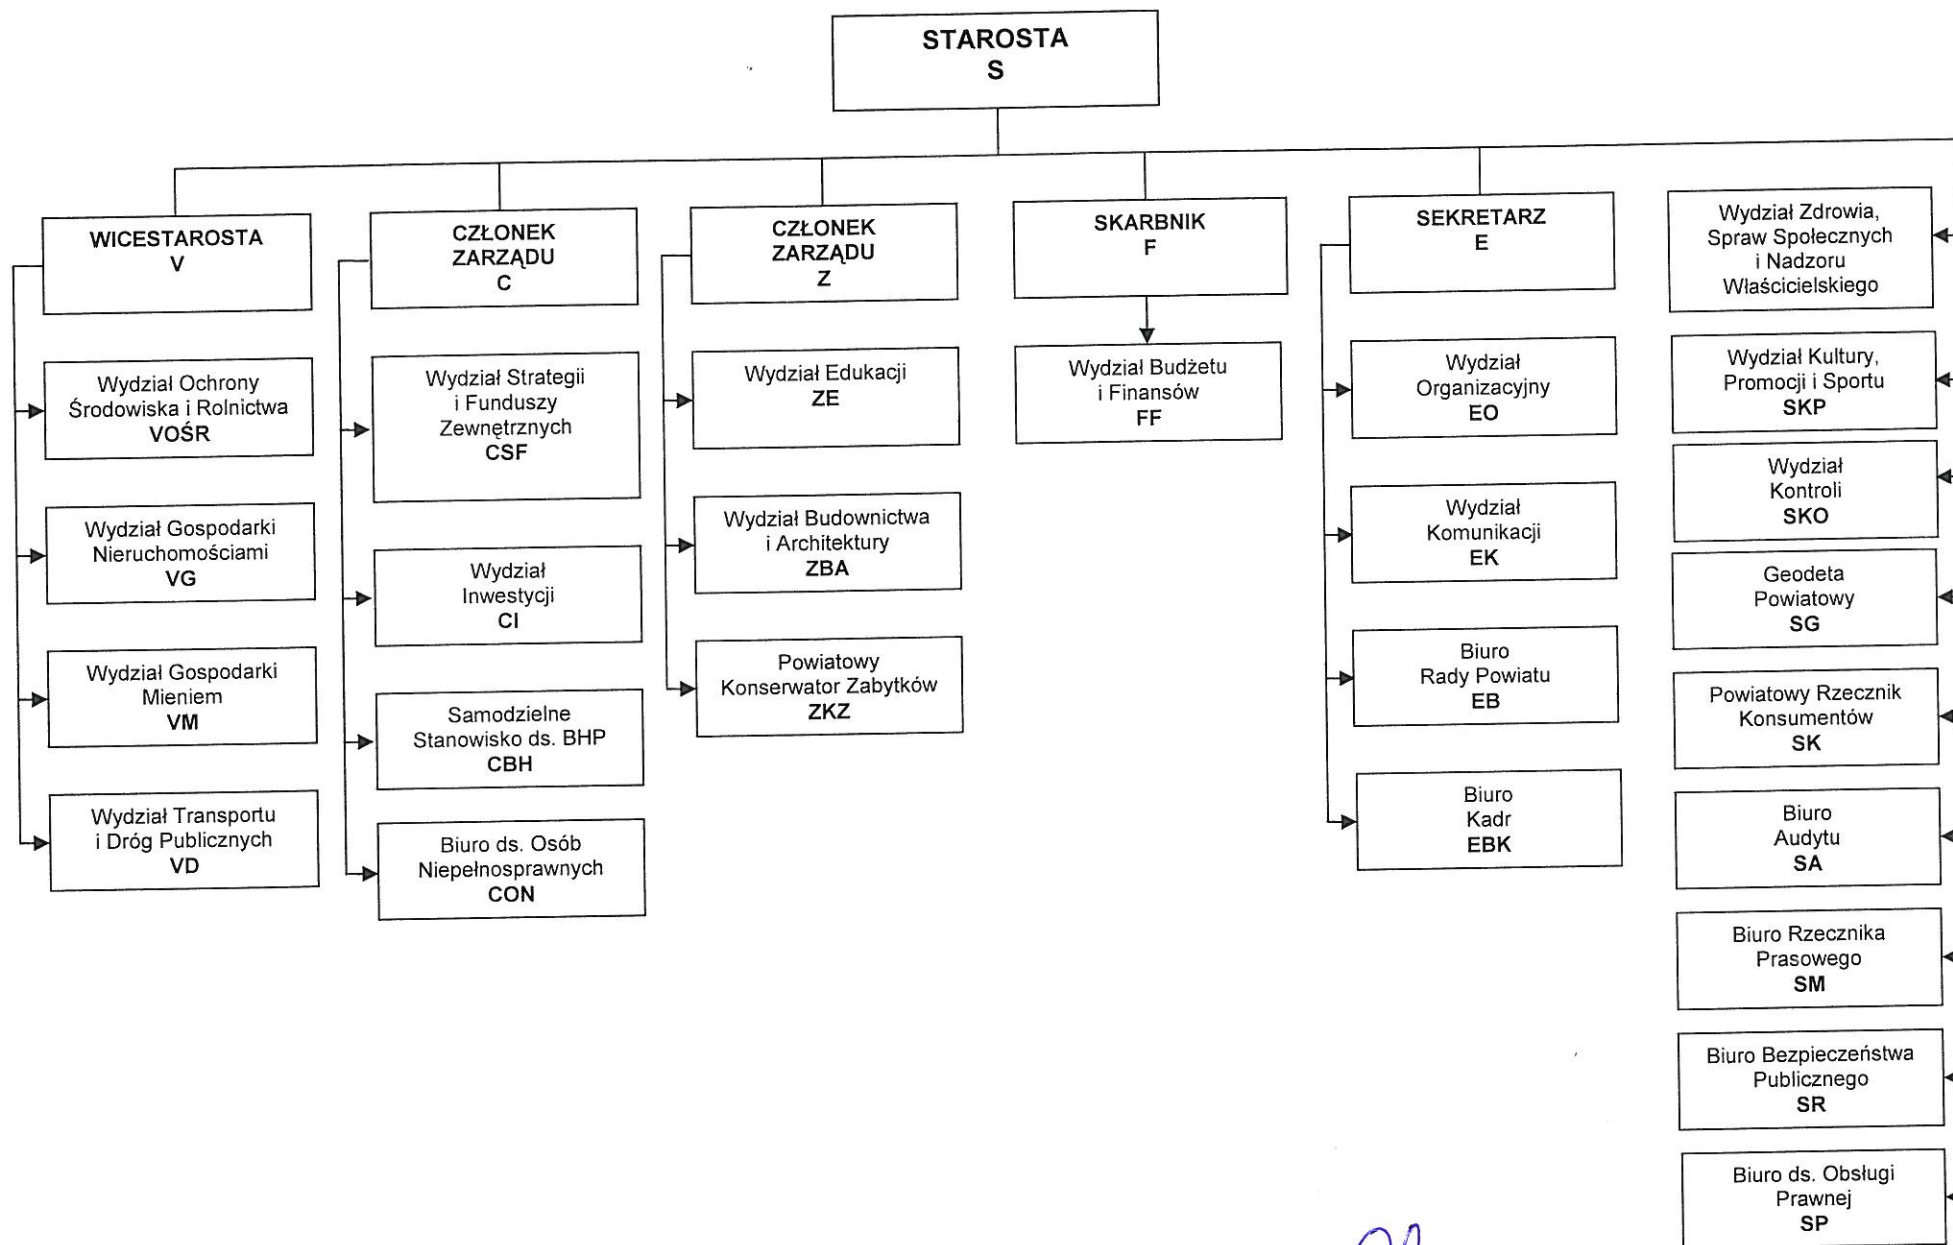 STAROSTA
S
WICESTAROSTA
V
Wydział Ochrony
Środowiska i Rolnictwa
VOŚR
Wydział Gospodarki
Nieruchomościami
VG
Wydział Gospodarki
Mieniem
VM
Wydział Transportu
i Dróg Publicznych
VD
CZŁONEK
ZARZĄDU
C
Wydział Strategii
i Funduszy
Zewnętrznych
CSF
Wydział
Inwestycji
CI
Samodzielne
Stanowisko ds. BHP
CBH
Biuro ds. Osób
Niepełnosprawnych
CON
CZŁONEK
ZARZĄDU
Z
Wydział Edukacji
ZE
Wydział Budownictwa
i Architektury
ZBA
Powiatowy
Konserwator Zabytków
ZKZ
SKARBNIK
F
Wydział Budżetu
i Finansów
FF
SEKRETARZ
E
Wydział
Organizacyjny
EO
Wydział
Komunikacji
EK
Biuro
Rady Powiatu
EB
Biuro
Kadr
EBK
Wydział Zdrowia,
Spraw Społecznych
i Nadzoru
Właścicielskiego
Wydział Kultury,
Promocji i Sportu
SKP
Wydział
Kontroli
SKO
Geodeta
Powiatowy
SG
Powiatowy Rzecznik
Konsumentów
SK
Biuro
Audytu
SA
Biuro Rzecznika
Prasowego
SM
Biuro Bezpieczeństwa
Publicznego
SR
Biuro ds. Obsługi
Prawnej
SP